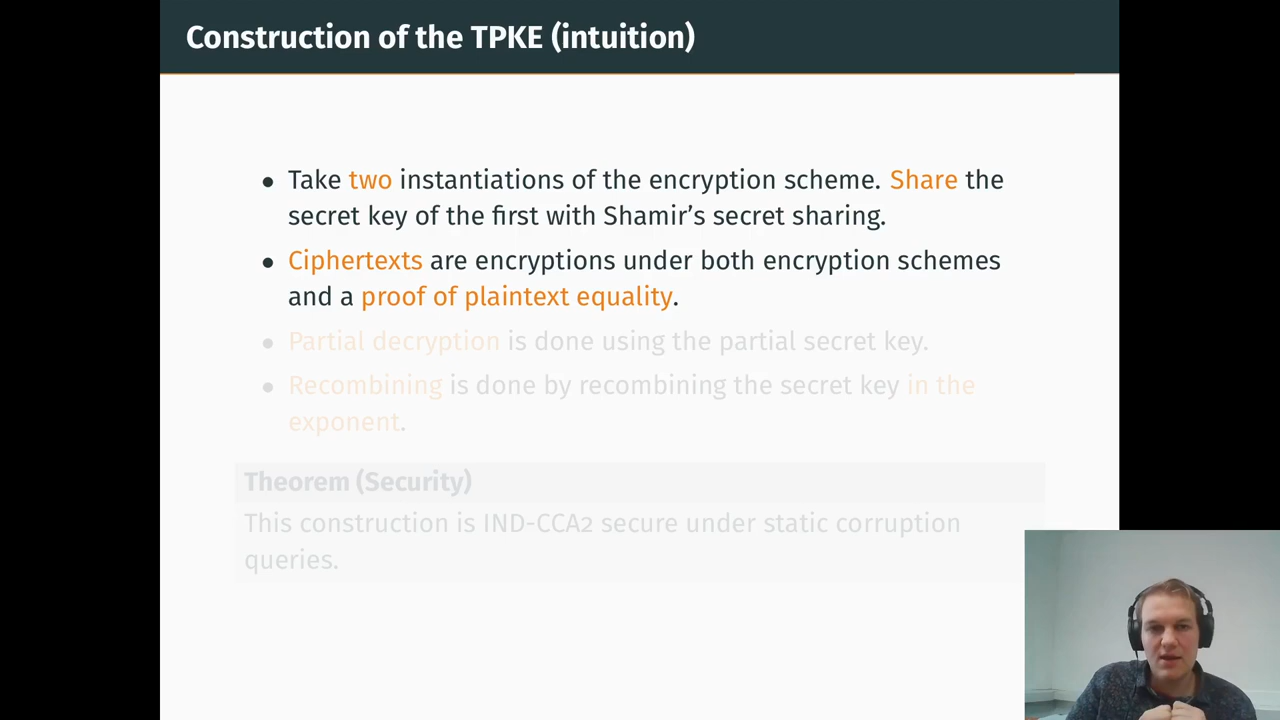 Construction of the TPKE (intuition)
• Take two instantiations of the encryption scheme. Share the
secret key of the first with Shamir’s secret sharing.
• Ciphertexts are encryptions under both encryption schemes
and a proof of plaintext equality.
• Partial decryption is done using the partial secret key.
• Recombining is done by recombining the secret key in the
exponent.
Theorem (Security)
This construction is IND-CCA2 secure under static corruption
queries.